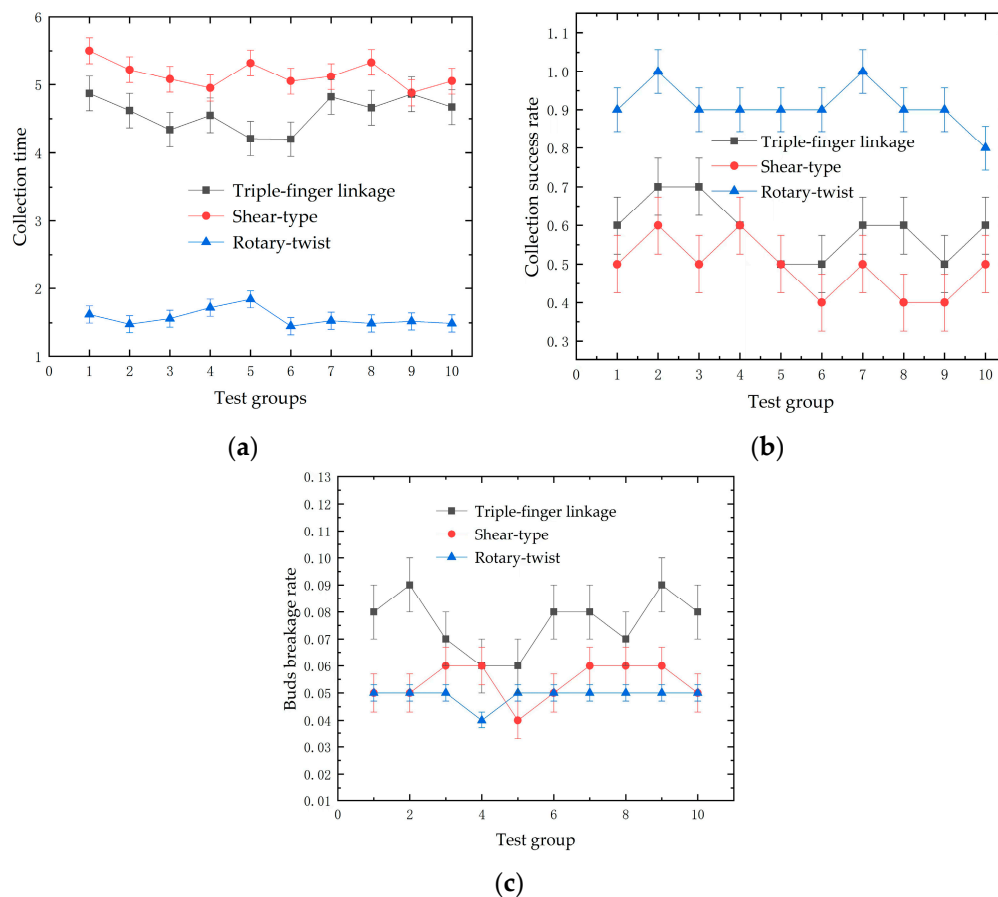 6
5
4
3
2
1
Collection time
Triple-finger linkage
Shear-type
Rotary-twist
0 1 2 3 4 5 6 7 8 9 10
Test groups
(a)
1.1
1.0
0.9
0.8
0.7
0.6
0.5
0.4
0.3
Collection success rate
Triple-finger linkage
Shear-type
Rotary-twist
0 1 2 3 4 5 6 7 8 9 10
Test group
(b)
0.13
0.12
0.11
0.10
0.09
0.08
0.07
0.06
0.05
0.04
0.03
0.02
0.01
Buds breakage rate
Triple-finger linkage
Shear-type
Rotary-twist
0 2 4 6 8 10
Test group
(c)